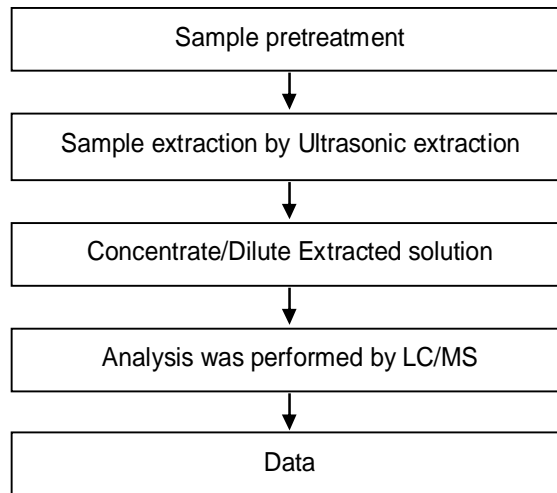 Sample pretreatment
Sample extraction by Ultrasonic extraction
Concentrate/Dilute Extracted solution
Analysis was performed by LC/MS
Data